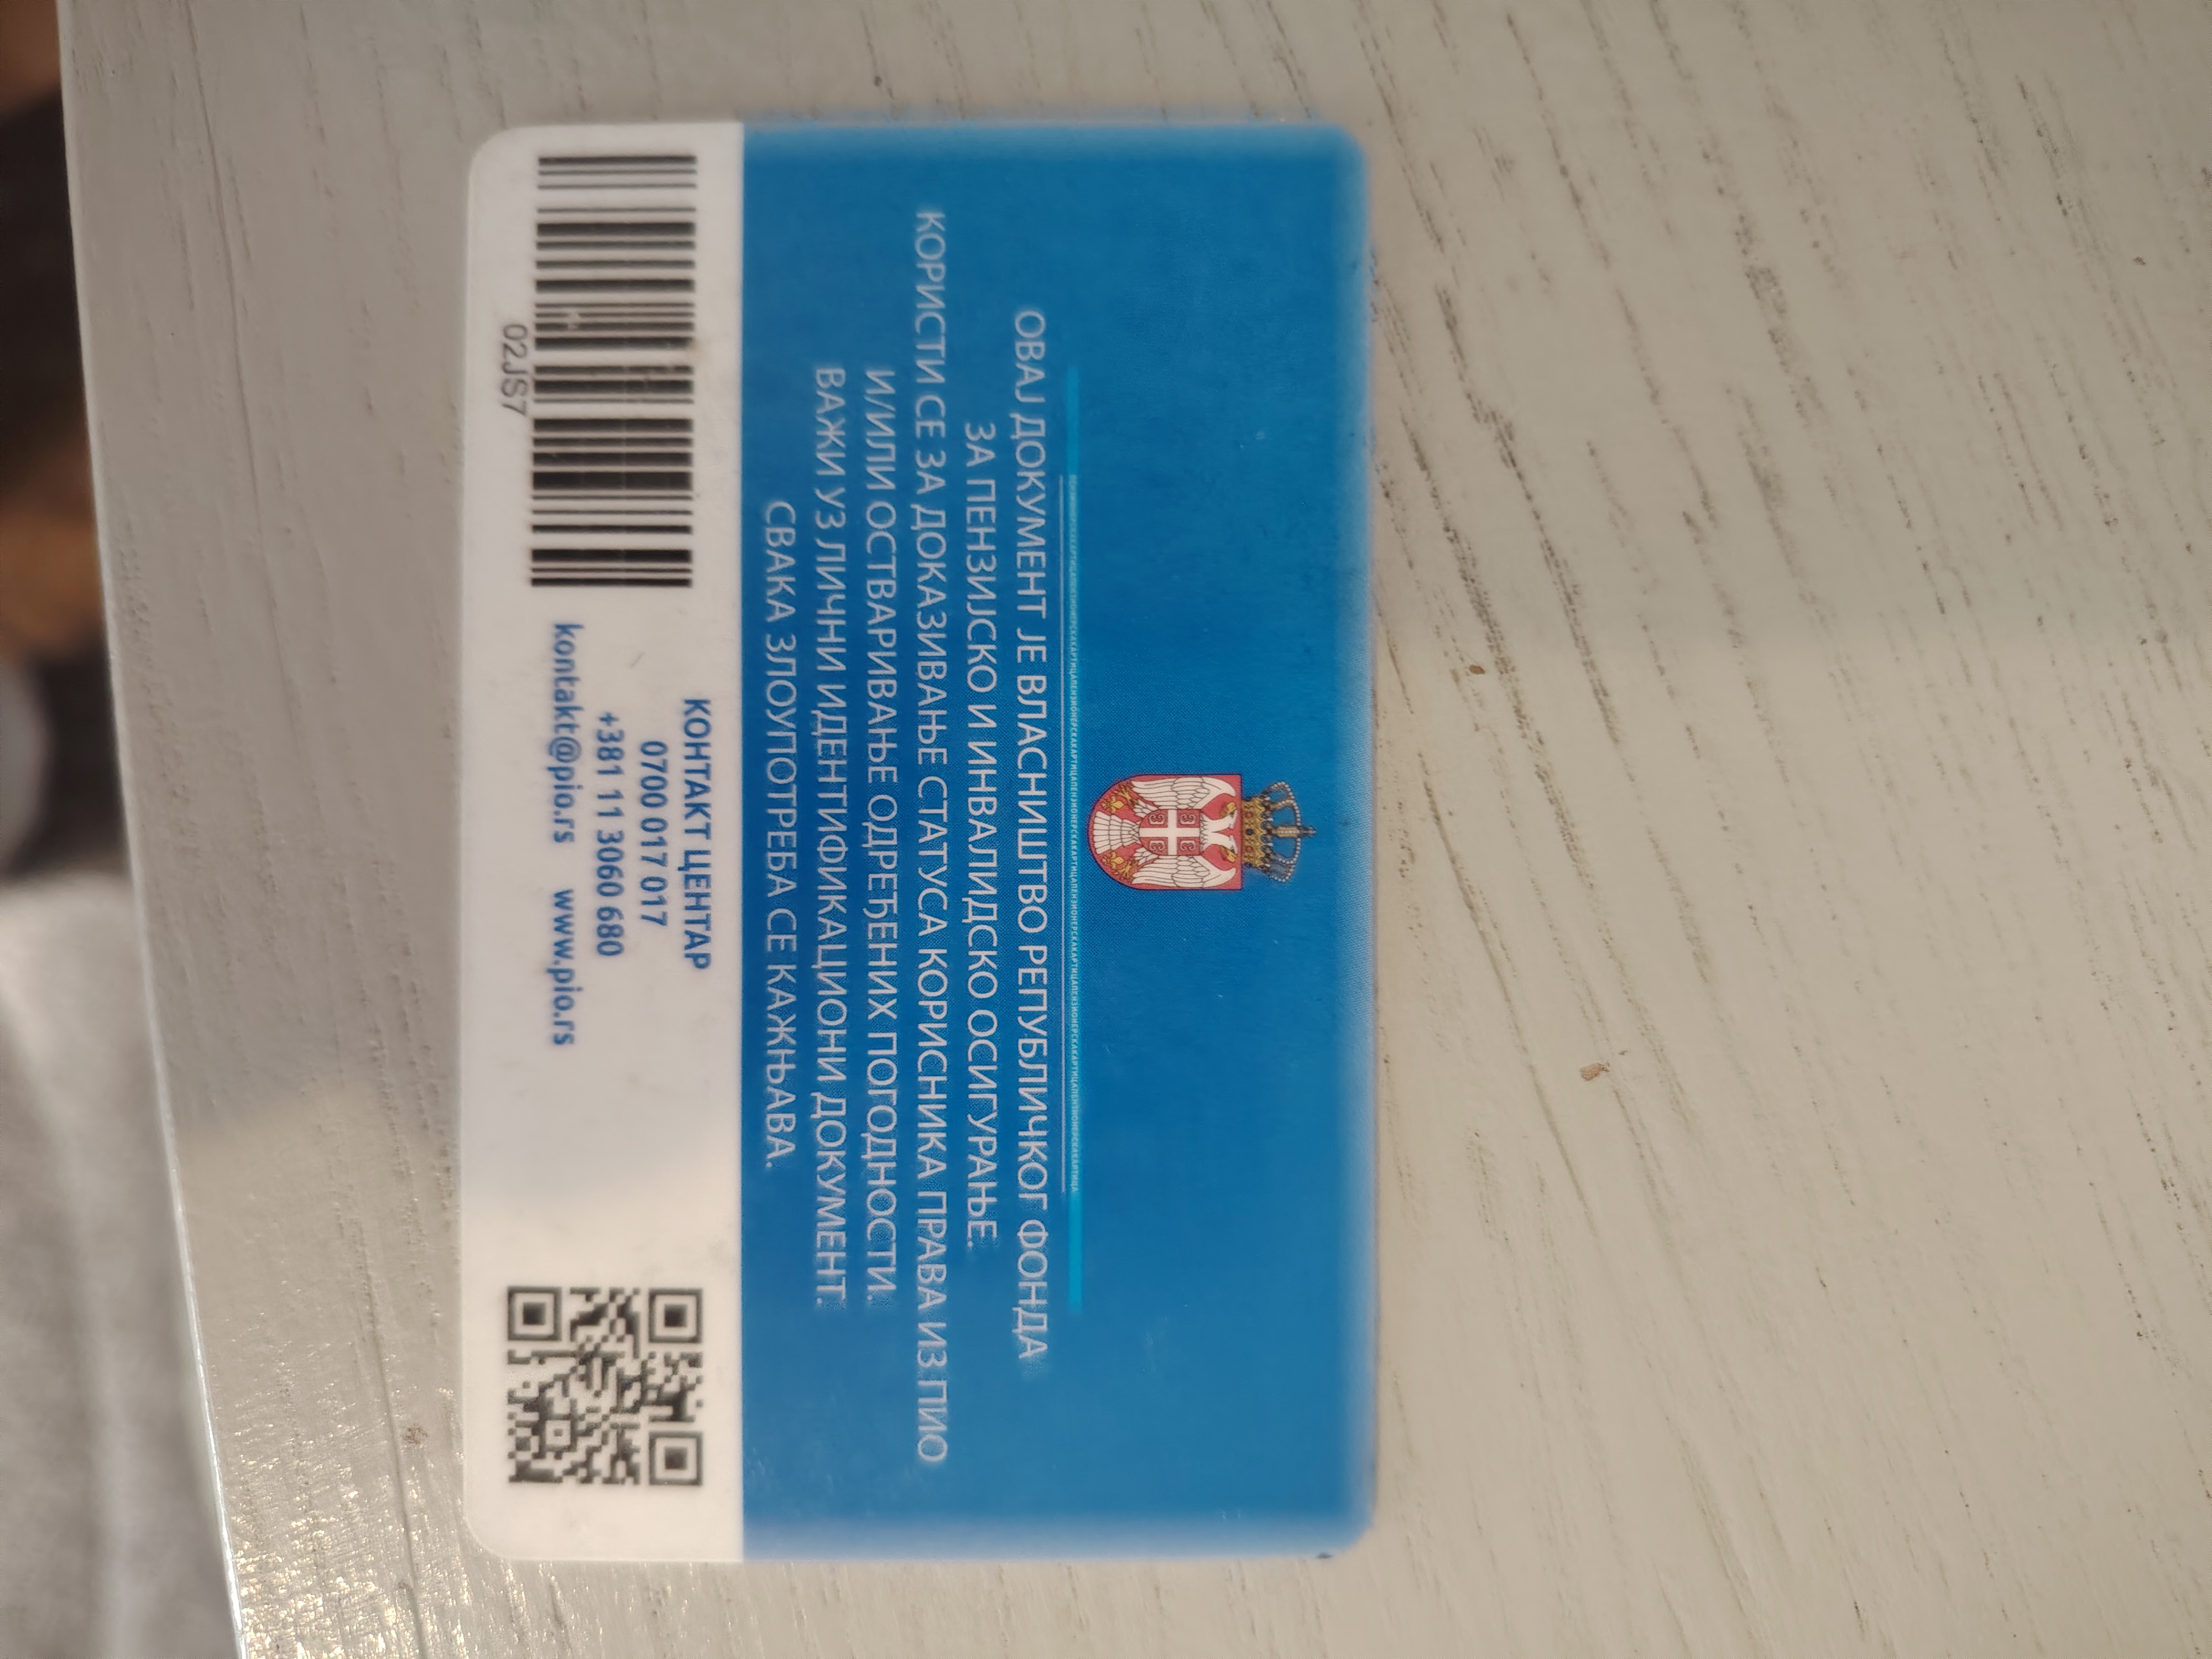 ОВАЈ ДОКУМЕНТ ЈЕ ВЛАСНИШТВО РЕПУБЛИЧКОГ ФОНДА
ЗА ПЕНЗИЈСКО И ИНВАЛИДСКО ОСИГУРАЊЕ.
КОРИСТИ СЕ ЗА ДОКАЗИВАЊЕ СТАТУСА КОРИСНИКА ПРАВА ИЗ ПИО
И/ИЛИ ОСТВАРИВАЊЕ ОДРЕЂЕНИХ ПОГОДНОСТИ.
ВАЖИ УЗ ЛИЧНИ ИДЕНТИФИКАЦИОНИ ДОКУМЕНТ.
СВАКА ЗЛОУПОТРЕБА СЕ КАЖЊАВА.
02JS7
КОНТАКТ ЦЕНТАР
0700 017 017
+381 11 3060 680
kontakt@pio.rs www.pio.rs